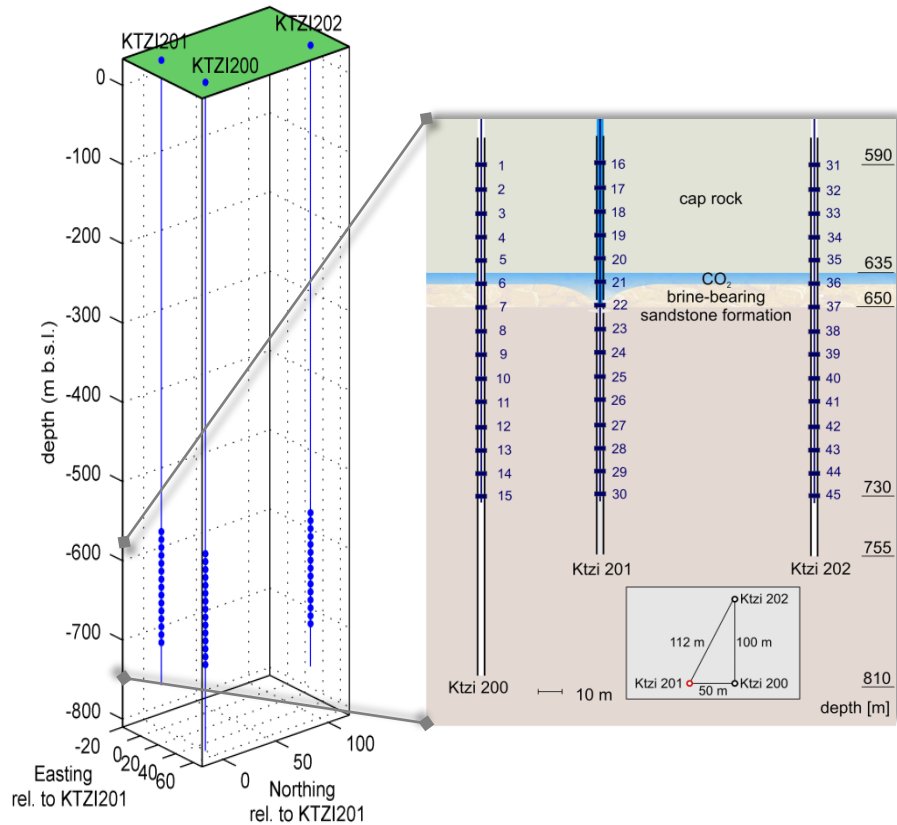 KTZI202
KTZI201
KTZI200
0
-100
-200
-300
-400
-500
-600
-700
-800
depth (m b.s.l.)
-20
0
20
40
60
Easting
rel. to KTZI201
0
50
100
Northing
rel. to KTZI201
1
2
3
4
5
6
7
8
9
10
11
12
13
14
15
Ktzi 200
16
17
18
19
20
21
22
23
24
25
26
27
28
29
30
Ktzi 201
cap rock
CO2
brine-bearing
sandstone formation
31
32
33
34
35
36
37
38
39
40
41
42
43
44
45
Ktzi 202
590
635
650
730
755
810
depth [m]
10 m
Ktzi 202
112 m
100 m
Ktzi 201
50 m
Ktzi 200